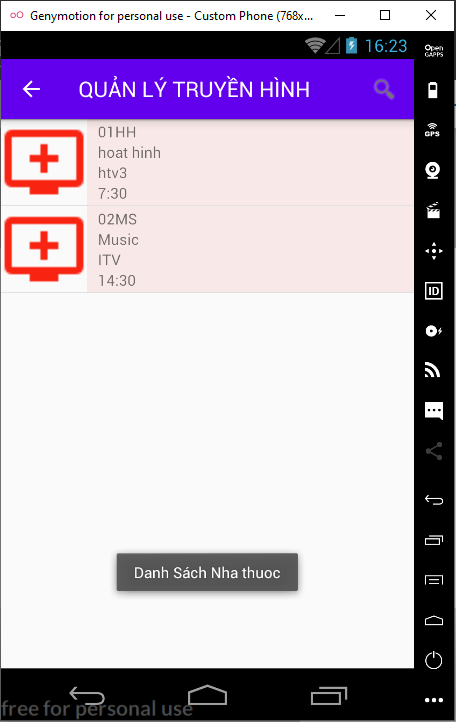 Genymotion for personal use - Custom Phone (768x...
16:23
Open
GAPPS
QUẢN LÝ TRUYỀN HÌNH
GPS
01HH
hoat hinh
htv3
7:30
02MS
Music
ITV
14:30
ID
Danh Sách Nha thuoc
free for personal use